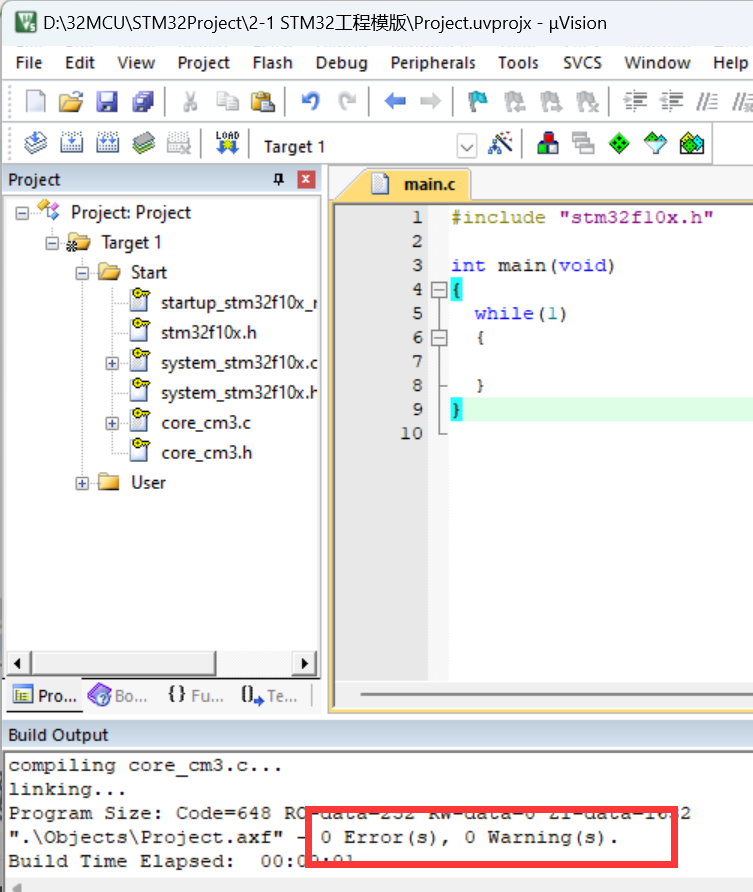 D:\32MCU\STM32Project\2-1 STM32工程模版\Project.uvprojx - µVision
File Edit View Project Flash Debug Peripherals Tools SVCS Window Help
LOAD
Target 1
Project
main.c
Project: Project
Target 1
Start
startup_stm32f10x_r
stm32f10x.h
system_stm32f10x.c
system_stm32f10x.h
core_cm3.c
core_cm3.h
User
1 #include "stm32f10x.h"
2
3 int main(void)
4 {
5 while(1)
6 {
7
8 }
9 }
10
Pro... Bo... {} Fu... Te...
Build Output
compiling core_cm3.c...
linking...
Program Size: Code=648 RO-data=252 RW-data=0 ZI-data=1632
".\Objects\Project.axf" - 0 Error(s), 0 Warning(s).
Build Time Elapsed: 00:00:01